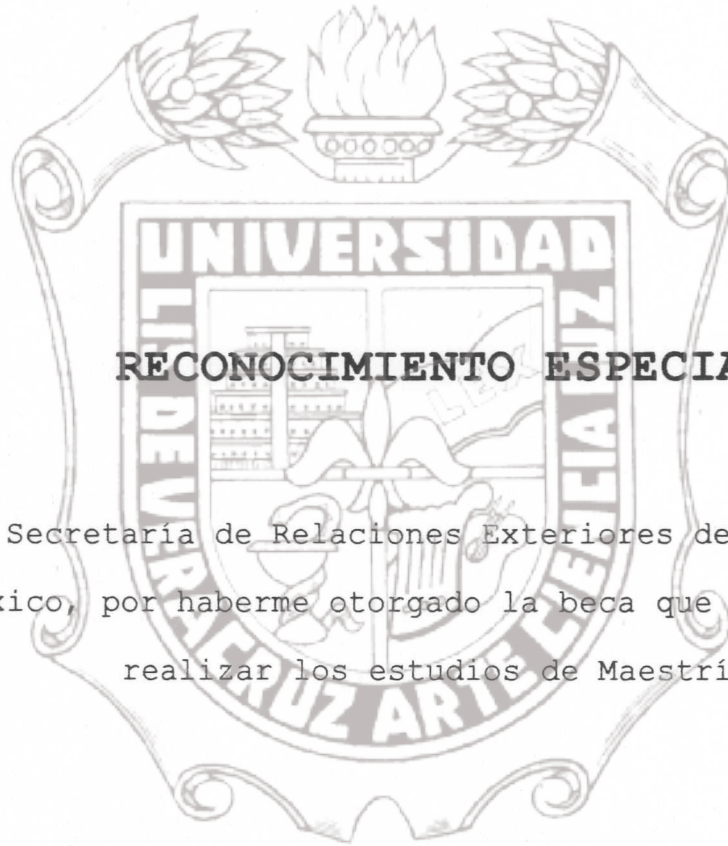 UNIVERSIDAD
LIS DE VERACRUZ ARTE CIENCIA LUZ
LEX
RECONOCIMIENTO ESPECIA
Secretaría de Relaciones Exteriores de
xico, por haberme otorgado la beca que
realizar los estudios de Maestrí